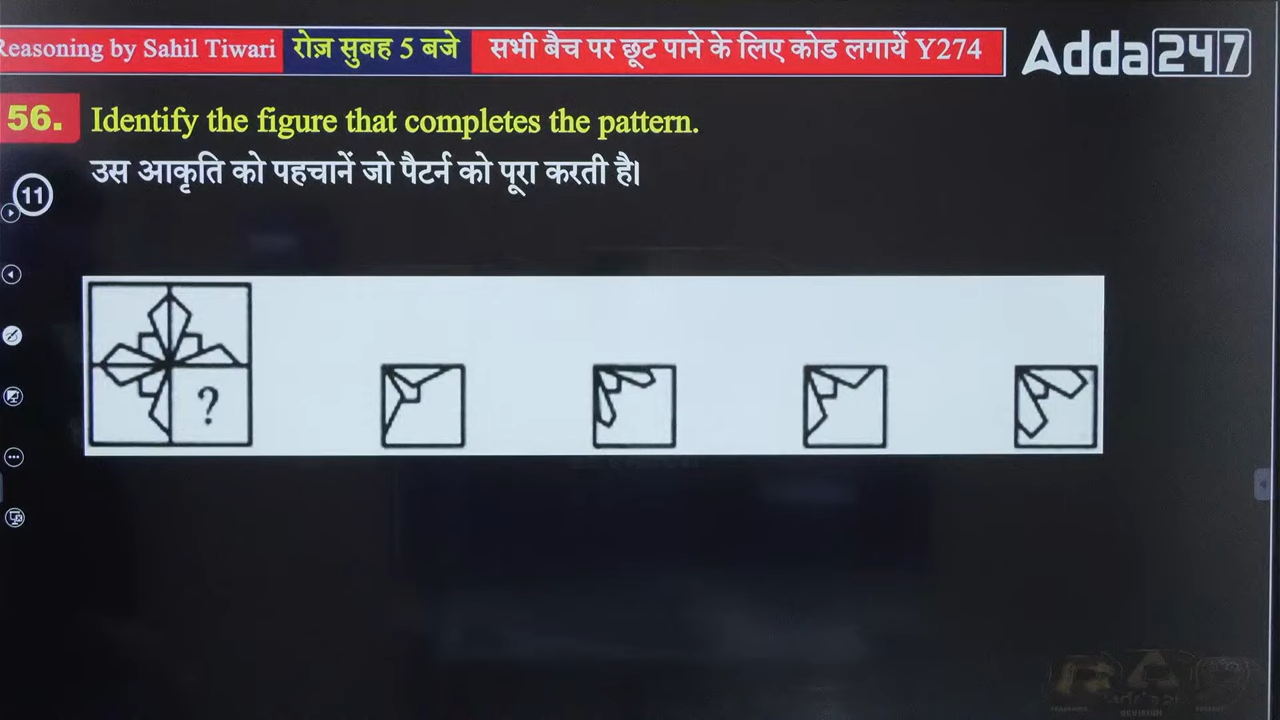 Reasoning by Sahil Tiwari रोज़ सुबह 5 बजे सभी बैच पर छूट पाने के लिए कोड लगायें Y274 Adda247
56. Identify the figure that completes the pattern.
उस आकृति को पहचानें जो पैटर्न को पूरा करती है।
11
?